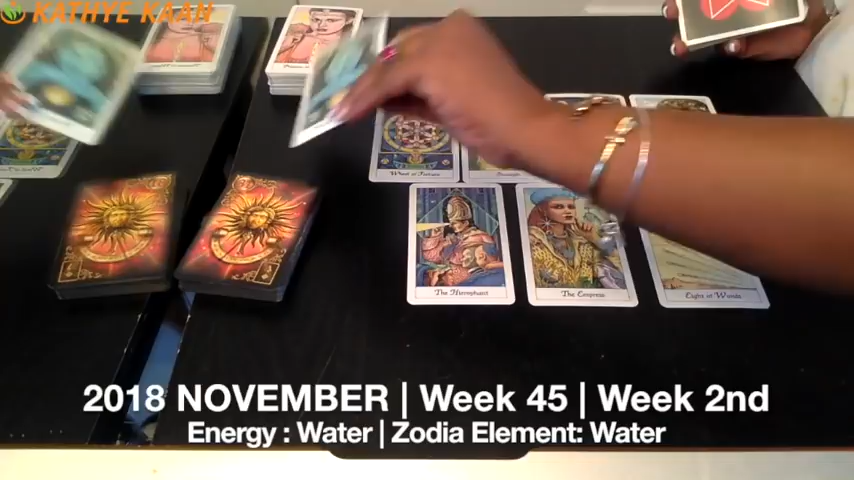 KATHYE KAAN
Wheel of Fortune
The Hierophant
The Empress
Eight of Wands
2018 NOVEMBER | Week 45 | Week 2nd
Energy : Water | Zodia Element: Water